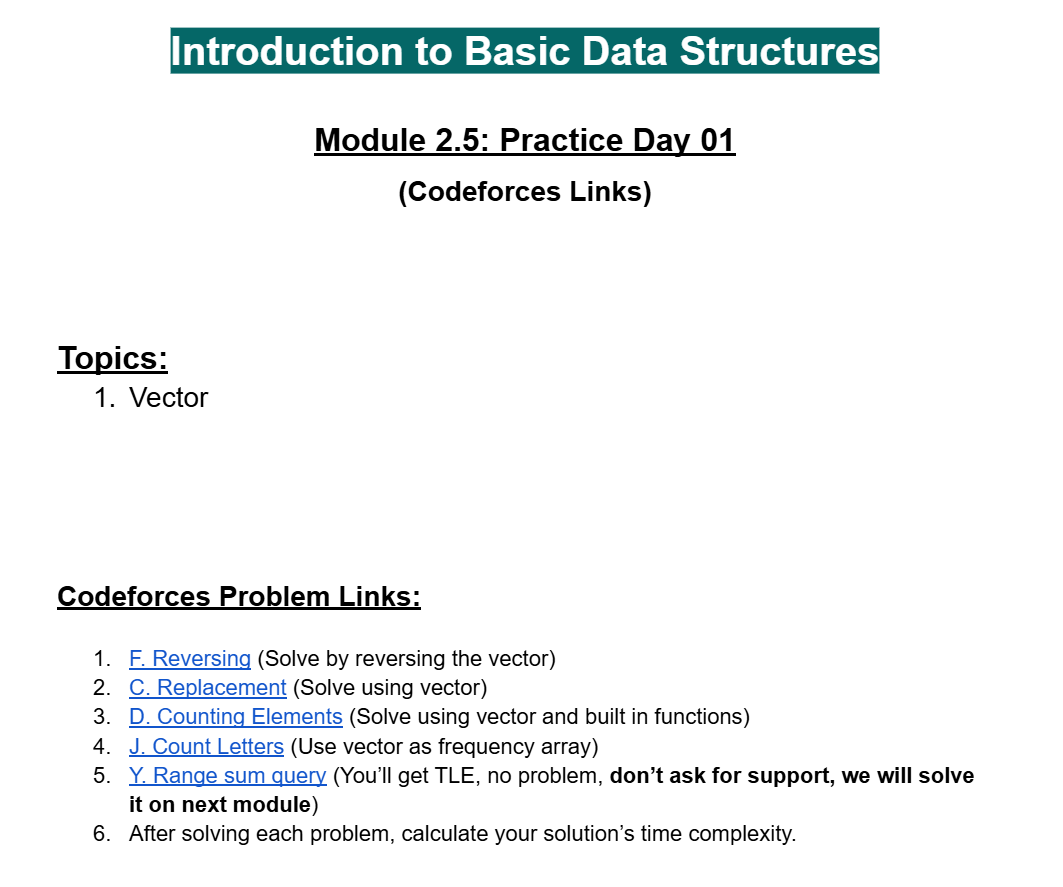 Introduction to Basic Data Structures
Module 2.5: Practice Day 01
(Codeforces Links)
Topics:
1. Vector
Codeforces Problem Links:
1. F. Reversing (Solve by reversing the vector)
2. C. Replacement (Solve using vector)
3. D. Counting Elements (Solve using vector and built in functions)
4. J. Count Letters (Use vector as frequency array)
5. Y. Range sum query (You’ll get TLE, no problem, don’t ask for support, we will solve
it on next module)
6. After solving each problem, calculate your solution’s time complexity.